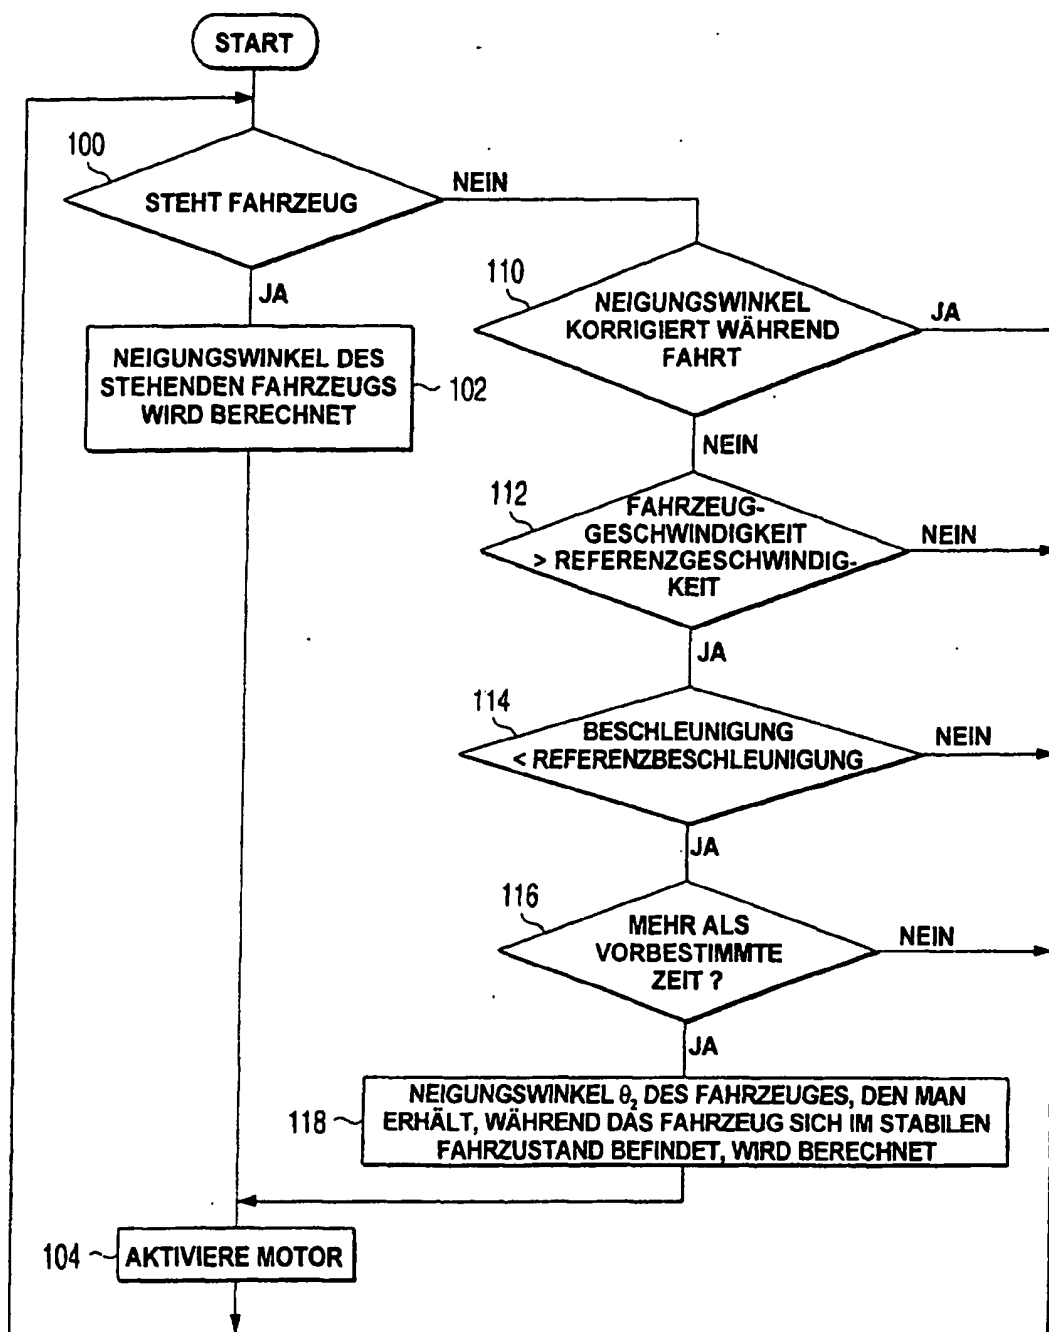 START
100
STEHT FAHRZEUG
NEIN
JA
NEIGUNGSWINKEL DES
STEHENDEN FAHRZEUGS
WIRD BERECHNET
102
110
NEIGUNGSWINKEL
KORRIGIERT WÄHREND
FAHRT
JA
NEIN
112
FAHRZEUG-
GESCHWINDIGKEIT
> REFERENZGESCHWINDIG-
KEIT
NEIN
JA
114
BESCHLEUNIGUNG
< REFERENZBESCHLEUNIGUNG
NEIN
JA
116
MEHR ALS
VORBESTIMMTE
ZEIT ?
NEIN
JA
118
NEIGUNGSWINKEL θ₂ DES FAHRZEUGES, DEN MAN
ERHÄLT, WÄHREND DAS FAHRZEUG SICH IM STABILEN
FAHRZUSTAND BEFINDET, WIRD BERECHNET
104
AKTIVIERE MOTOR